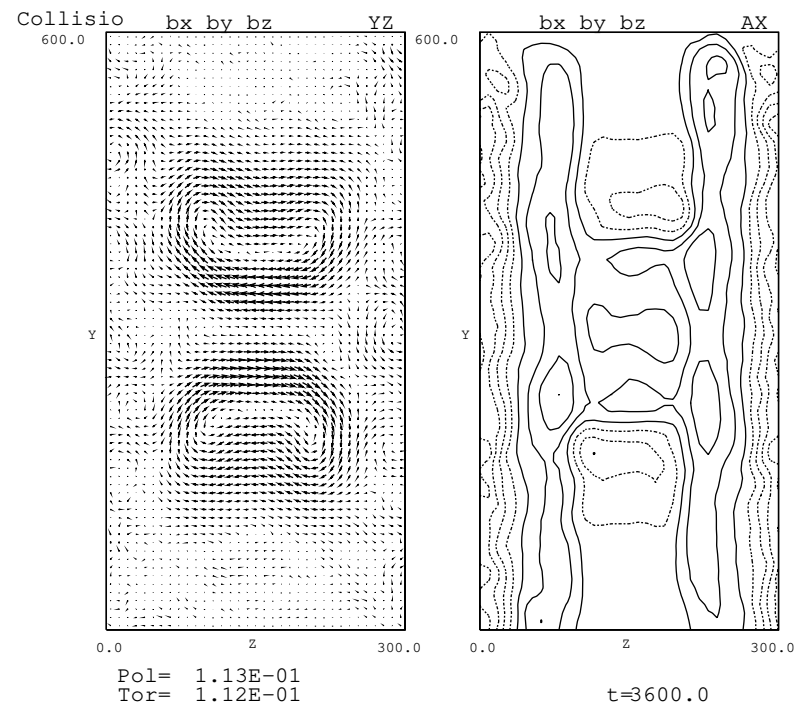 Collisio bx by bz YZ bx by bz AX
600.0 600.0
Y Y
0.0 Z 300.0 0.0 Z 300.0
Pol= 1.13E-01
Tor= 1.12E-01 t=3600.0